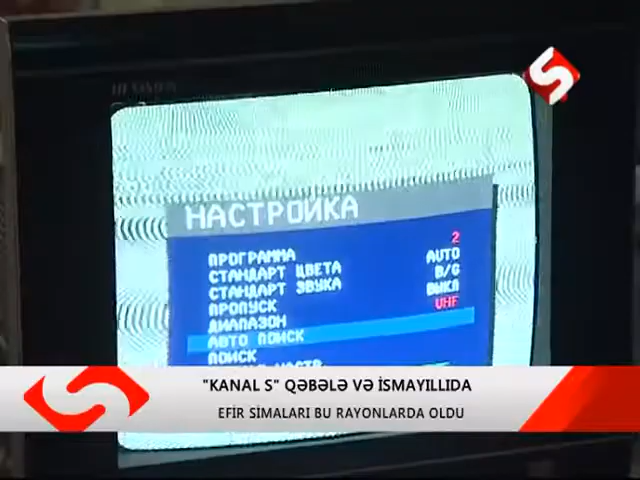 НАСТРОЙКА
ПРОГРАММА 2
СТАНДАРТ ЦВЕТА AUTO
СТАНДАРТ ЗВУКА B/G
ПРОПУСК ВЫКЛ
ДИАПАЗОН UHF
АВТО ПОИСК
ПОИСК
"KANAL S" QƏBƏLƏ VƏ İSMAYILLIDA
EFİR SİMALARI BU RAYONLARDA OLDU